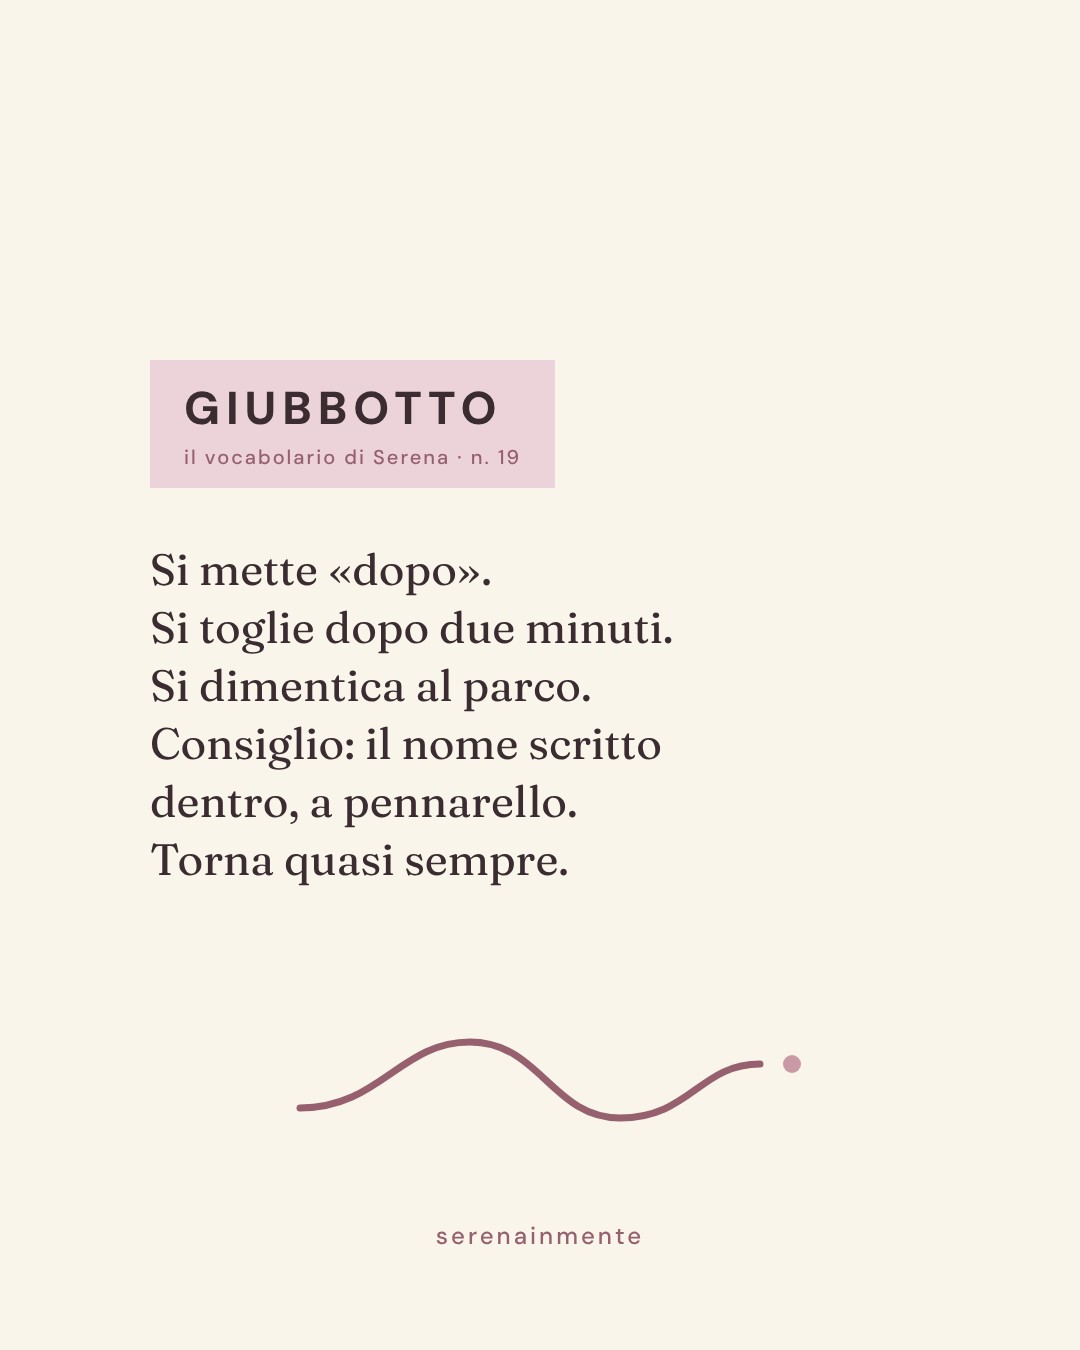 GIUBBOTTO
il vocabolario di Serena · n. 19
Si mette «dopo».
Si toglie dopo due minuti.
Si dimentica al parco.
Consiglio: il nome scritto
dentro, a pennarello.
Torna quasi sempre.
serenainmente